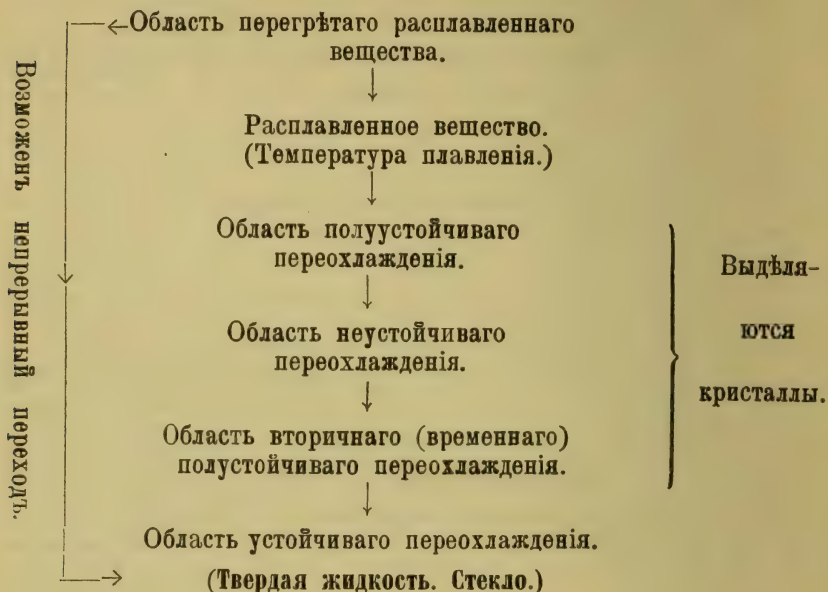 Область перегрѣтаго расплавленнаго
вещества.
Расплавленное вещество.
(Температура плавленія.)
Область полуустойчиваго
переохлажденія.
Область неустойчиваго
переохлажденія.
Область вторичнаго (временнаго)
полустойчиваго переохлажденія.
Область устойчиваго переохлажденія.
(Твердая жидкость. Стекло.)
Возможенъ непрерывный переходъ.
Выдѣля-
ются
кристаллы.